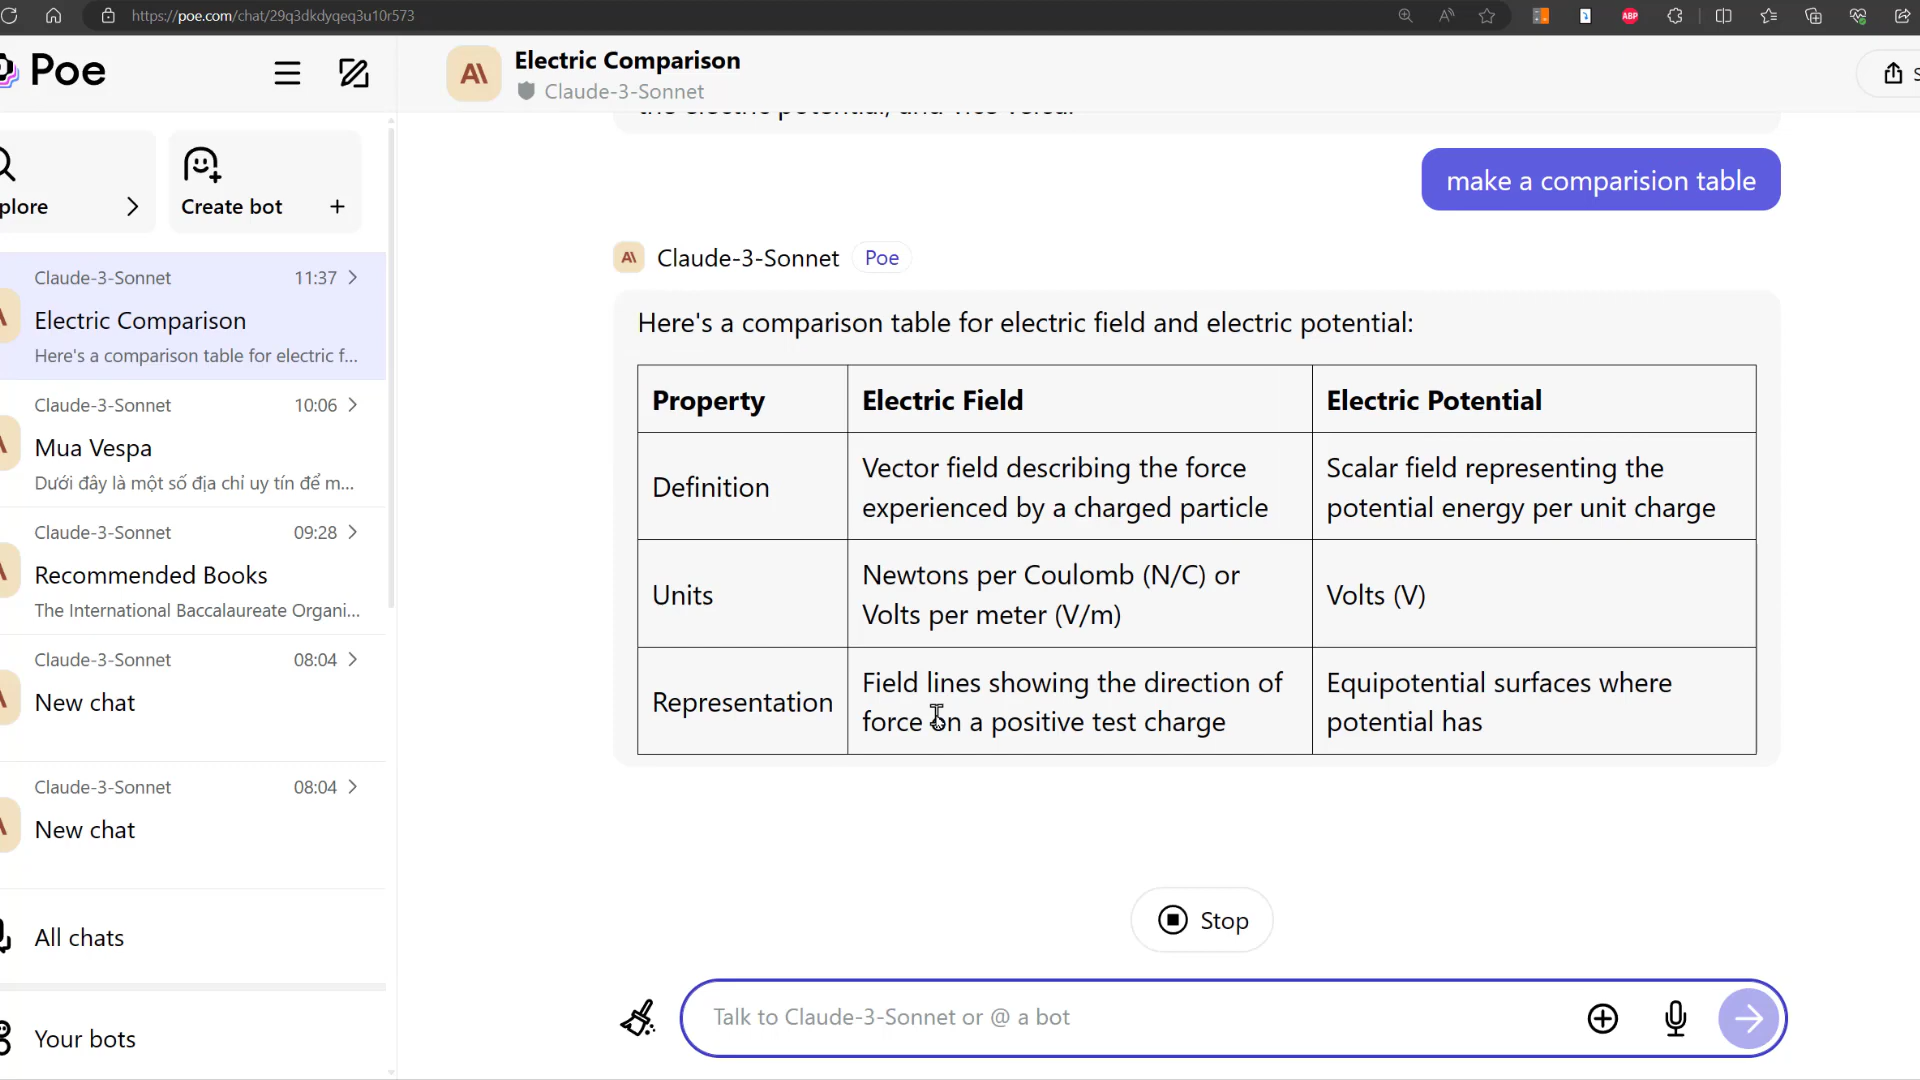 https://poe.com/chat/29q3dkdyqeq3u10r573
ABP
Poe
plore
Create bot +
Claude-3-Sonnet 11:37
Electric Comparison
Here's a comparison table for electric f...
Claude-3-Sonnet 10:06
Mua Vespa
Dưới đây là một số địa chỉ uy tín để m...
Claude-3-Sonnet 09:28
Recommended Books
The International Baccalaureate Organi...
Claude-3-Sonnet 08:04
New chat
Claude-3-Sonnet 08:04
New chat
All chats
Your bots
Electric Comparison
Claude-3-Sonnet
S
the electric potential, and vice versa.
make a comparision table
Claude-3-Sonnet Poe
Here's a comparison table for electric field and electric potential:
Property Electric Field Electric Potential
Definition
Vector field describing the force
experienced by a charged particle
Scalar field representing the
potential energy per unit charge
Units
Newtons per Coulomb (N/C) or
Volts per meter (V/m)
Volts (V)
Representation
Field lines showing the direction of
force on a positive test charge
Equipotential surfaces where
potential has
Stop
Talk to Claude-3-Sonnet or @ a bot